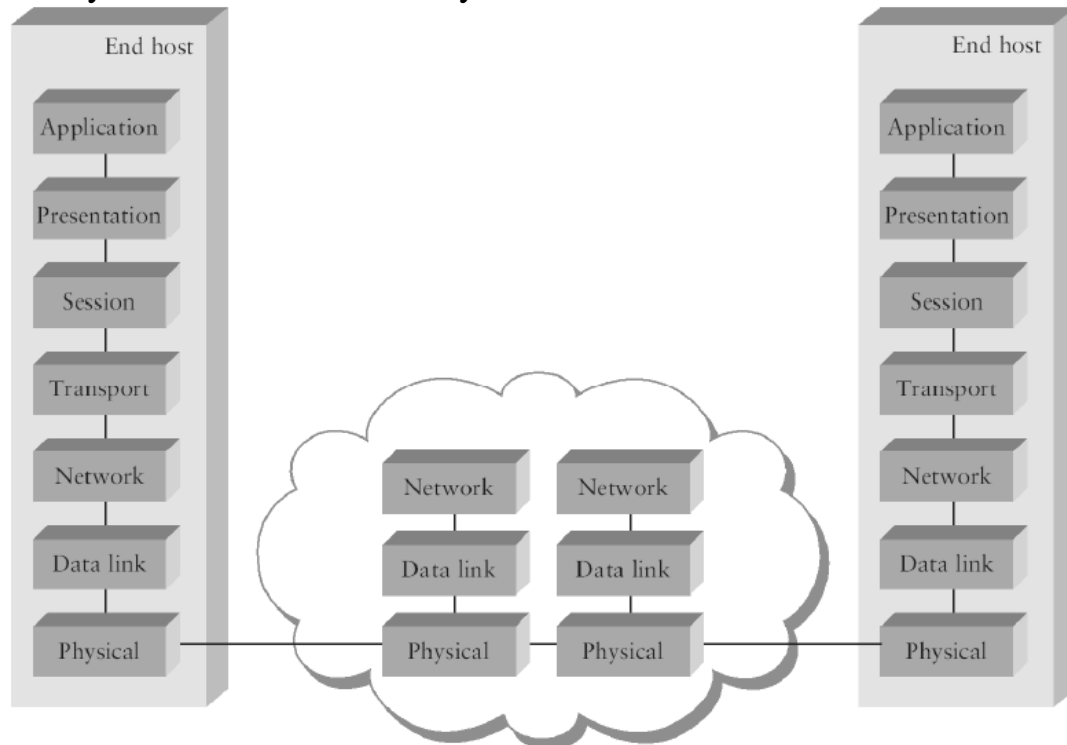 End host
Application
Presentation
Session
Transport
Network
Data link
Physical
Network
Data link
Physical
Network
Data link
Physical
End host
Application
Presentation
Session
Transport
Network
Data link
Physical